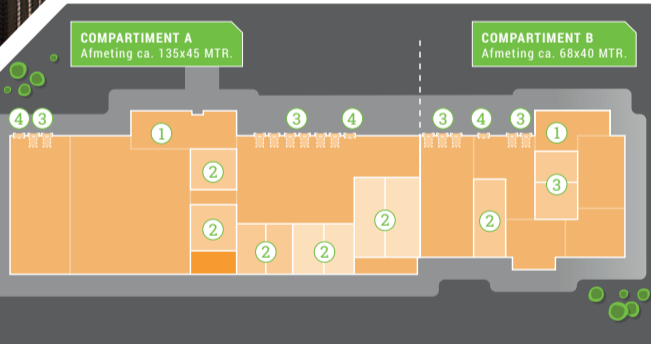 COMPARTIMENT A
Afmeting ca. 135x45 MTR.
COMPARTIMENT B
Afmeting ca. 68x40 MTR.
4 3 3 4 3 4 3
1 1
2
3
2 2 2
2 2